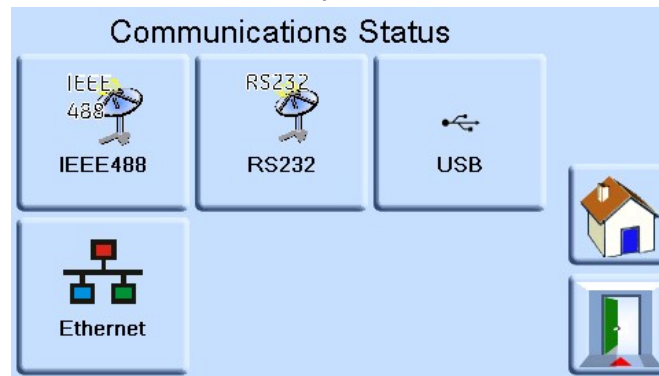 Communications Status
IEEE
488
IEEE488
RS232
RS232
USB
Ethernet